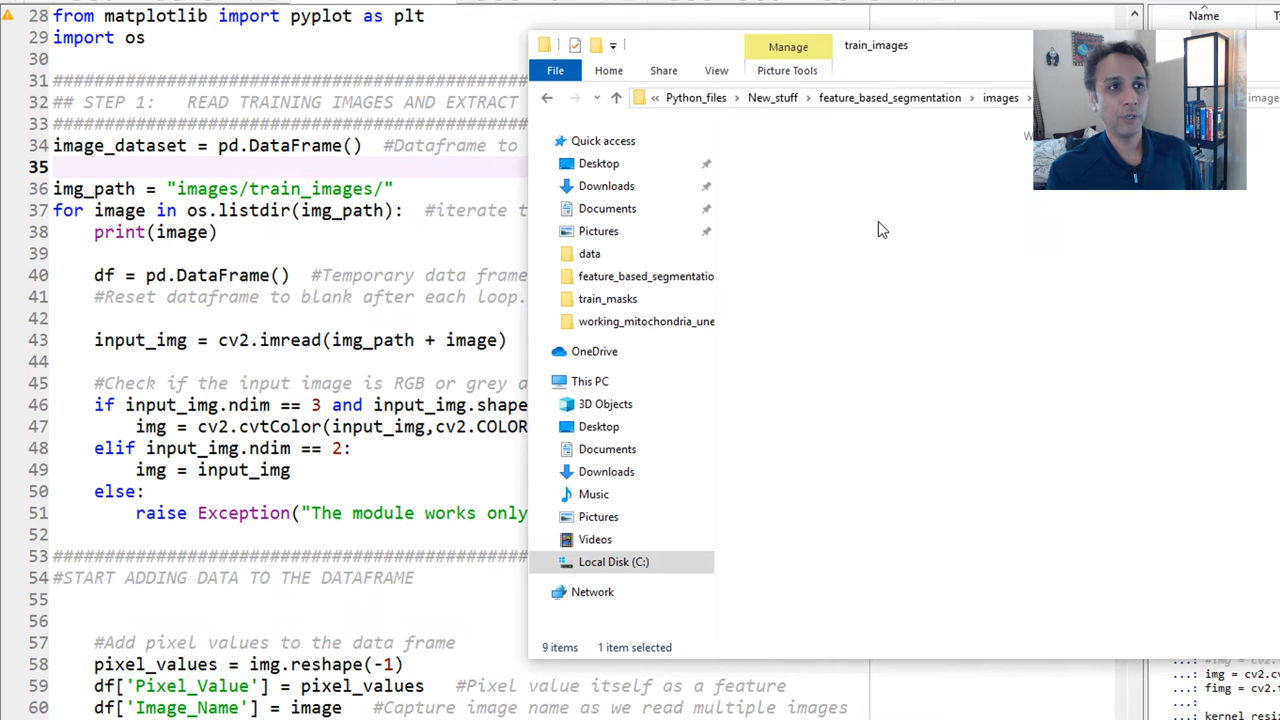 28 from matplotlib import pyplot as plt
29 import os
30
31 ####################################################
32 ## STEP 1:   READ TRAINING IMAGES AND EXTRACT
33 ####################################################
34 image_dataset = pd.DataFrame()  #Dataframe to
35
36 img_path = "images/train_images/"
37 for image in os.listdir(img_path):  #iterate t
38     print(image)
39
40     df = pd.DataFrame()  #Temporary data frame
41     #Reset dataframe to blank after each loop.
42
43     input_img = cv2.imread(img_path + image)
44
45     #Check if the input image is RGB or grey a
46     if input_img.ndim == 3 and input_img.shape
47         img = cv2.cvtColor(input_img,cv2.COLOR
48     elif input_img.ndim == 2:
49         img = input_img
50     else:
51         raise Exception("The module works only
52
53 ####################################################
54 #START ADDING DATA TO THE DATAFRAME
55
56
57     #Add pixel values to the data frame
58     pixel_values = img.reshape(-1)
59     df['Pixel_Value'] = pixel_values   #Pixel value itself as a feature
60     df['Image_Name'] = image   #Capture image name as we read multiple images
Manage train_images
File Home Share View Picture Tools
« Python_files › New_stuff › feature_based_segmentation › images ›
Quick access
Desktop
Downloads
Documents
Pictures
data
feature_based_segmentatio
train_masks
working_mitochondria_une
OneDrive
This PC
3D Objects
Desktop
Documents
Downloads
Music
Pictures
Videos
Local Disk (C:)
Network
9 items 1 item selected
Name
images
...: img = cv2.cv
...: fimg = cv2.f
...: kernel resi